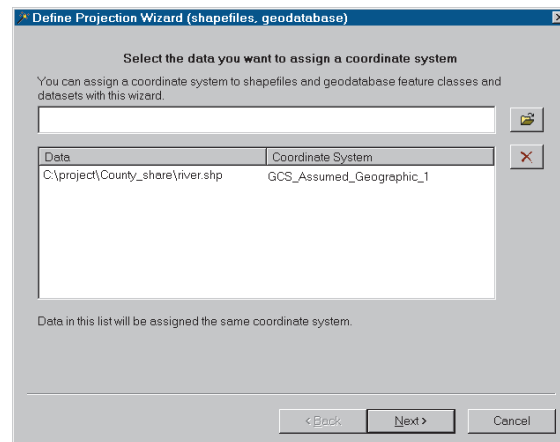 Define Projection Wizard (shapefiles, geodatabase)
Select the data you want to assign a coordinate system
You can assign a coordinate system to shapefiles and geodatabase feature classes and
datasets with this wizard.
Data Coordinate System
C:\project\County_share\river.shp GCS_Assumed_Geographic_1
Data in this list will be assigned the same coordinate system.
< Back Next > Cancel